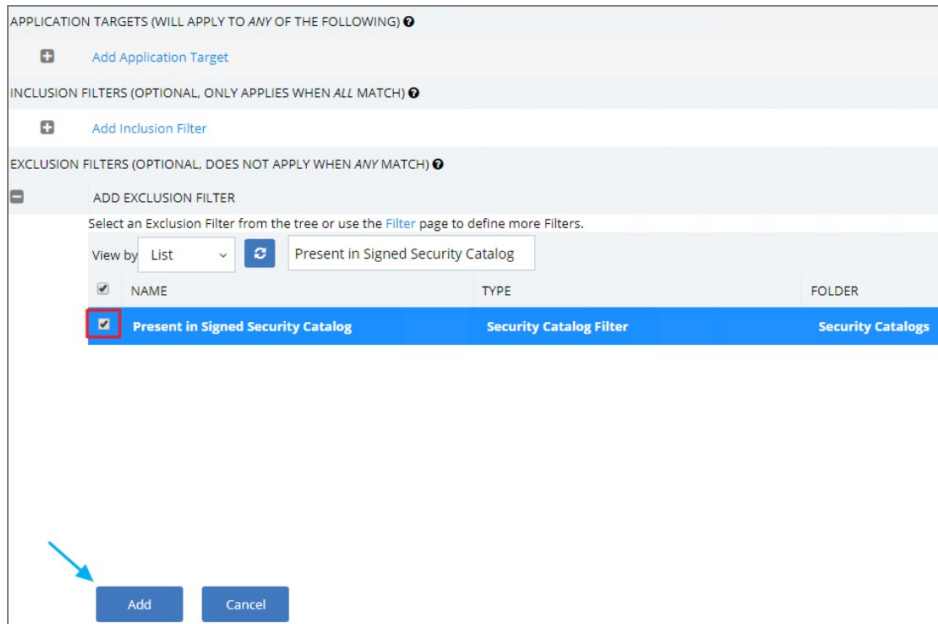 APPLICATION TARGETS (WILL APPLY TO ANY OF THE FOLLOWING)
Add Application Target
INCLUSION FILTERS (OPTIONAL, ONLY APPLIES WHEN ALL MATCH)
Add Inclusion Filter
EXCLUSION FILTERS (OPTIONAL, DOES NOT APPLY WHEN ANY MATCH)
ADD EXCLUSION FILTER
Select an Exclusion Filter from the tree or use the Filter page to define more Filters.
View by List Present in Signed Security Catalog
NAME TYPE FOLDER
Present in Signed Security Catalog Security Catalog Filter Security Catalogs
Add Cancel